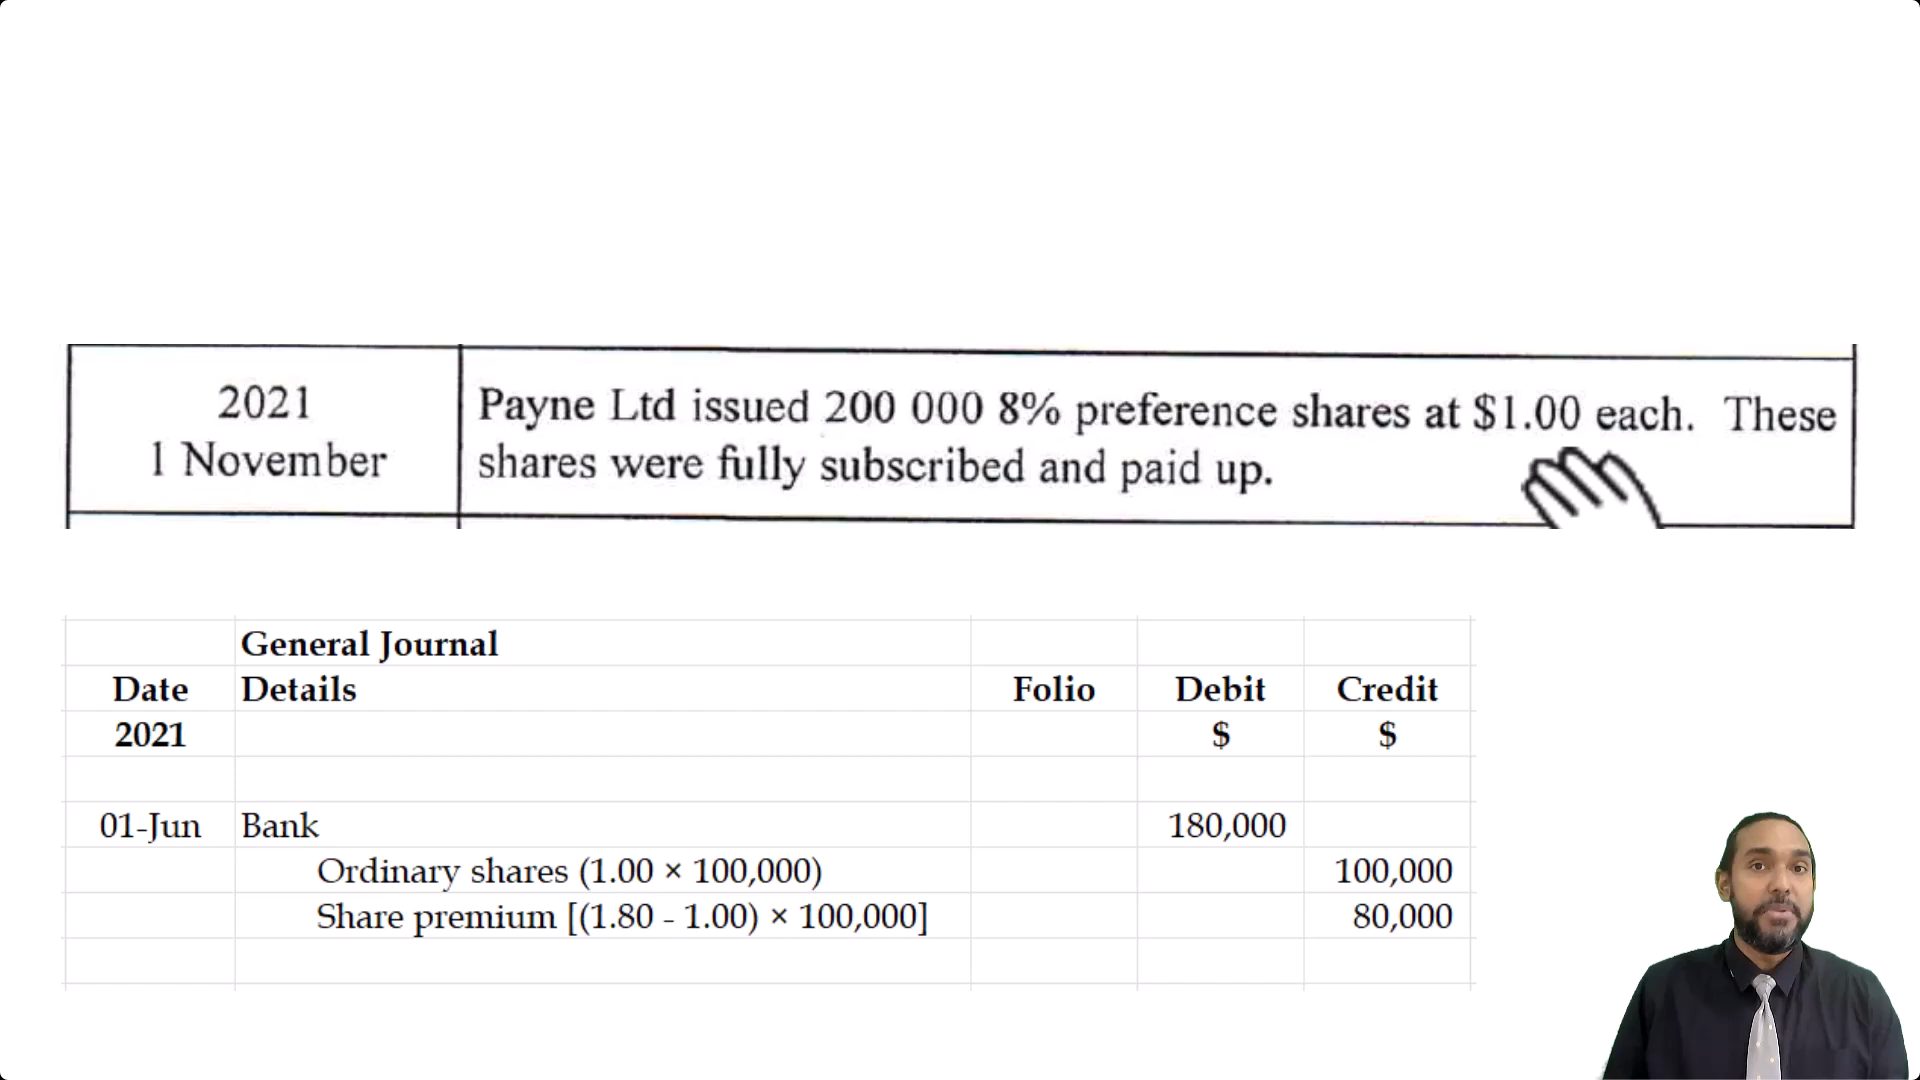 2021
1 November
Payne Ltd issued 200 000 8% preference shares at $1.00 each. These
shares were fully subscribed and paid up.
General Journal
Date Details Folio Debit Credit
2021 $ $
01-Jun Bank 180,000
Ordinary shares (1.00 × 100,000) 100,000
Share premium [(1.80 - 1.00) × 100,000] 80,000